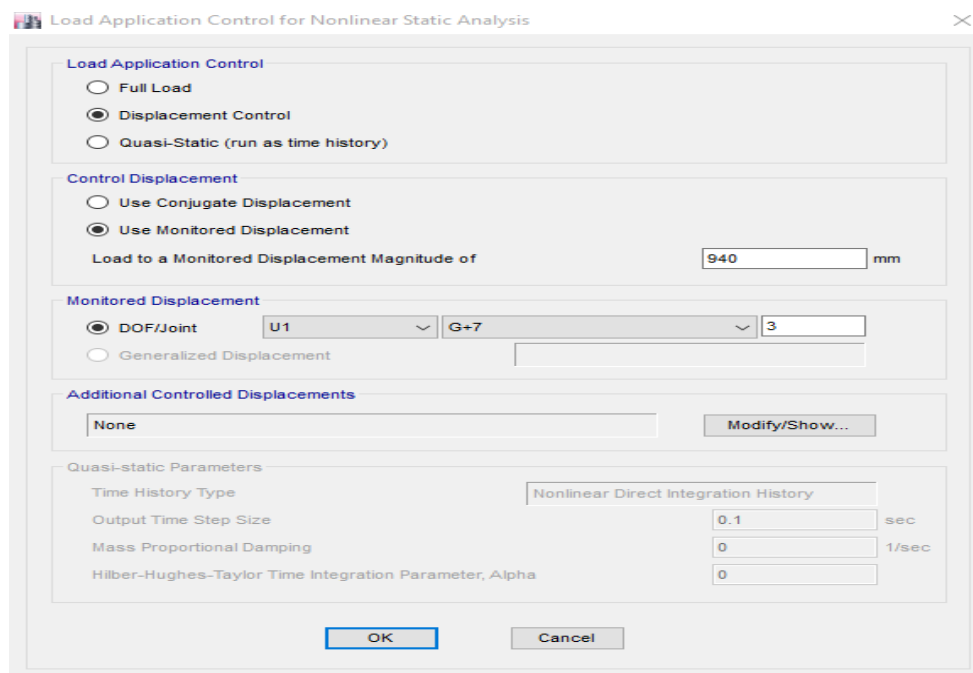 Load Application Control for Nonlinear Static Analysis
Load Application Control
Full Load
Displacement Control
Quasi-Static (run as time history)
Control Displacement
Use Conjugate Displacement
Use Monitored Displacement
Load to a Monitored Displacement Magnitude of 940 mm
Monitored Displacement
DOF/Joint U1 G+7 3
Generalized Displacement
Additional Controlled Displacements
None Modify/Show...
Quasi-static Parameters
Time History Type Nonlinear Direct Integration History
Output Time Step Size 0.1 sec
Mass Proportional Damping 0 1/sec
Hilber-Hughes-Taylor Time Integration Parameter, Alpha 0
OK Cancel